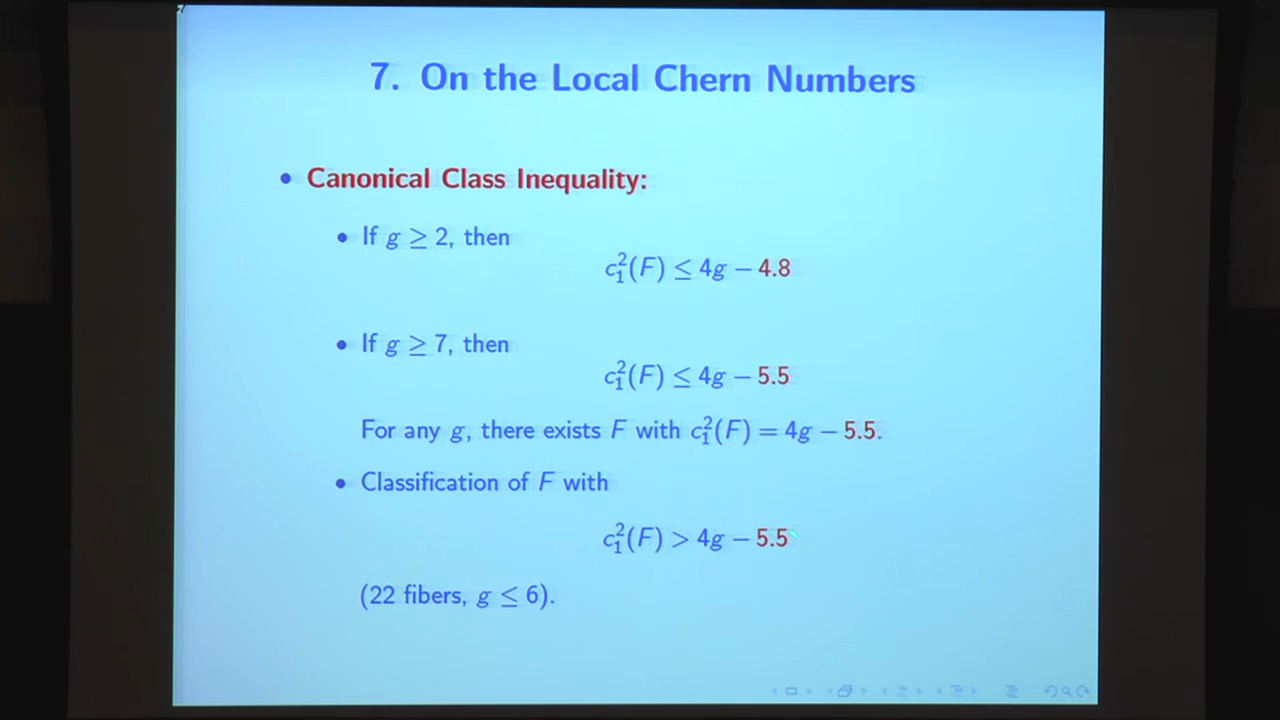 7. On the Local Chern Numbers
• Canonical Class Inequality:
• If g ≥ 2, then
c₁²(F) ≤ 4g − 4.8
• If g ≥ 7, then
c₁²(F) ≤ 4g − 5.5
For any g, there exists F with c₁²(F) = 4g − 5.5.
• Classification of F with
c₁²(F) > 4g − 5.5
(22 fibers, g ≤ 6).